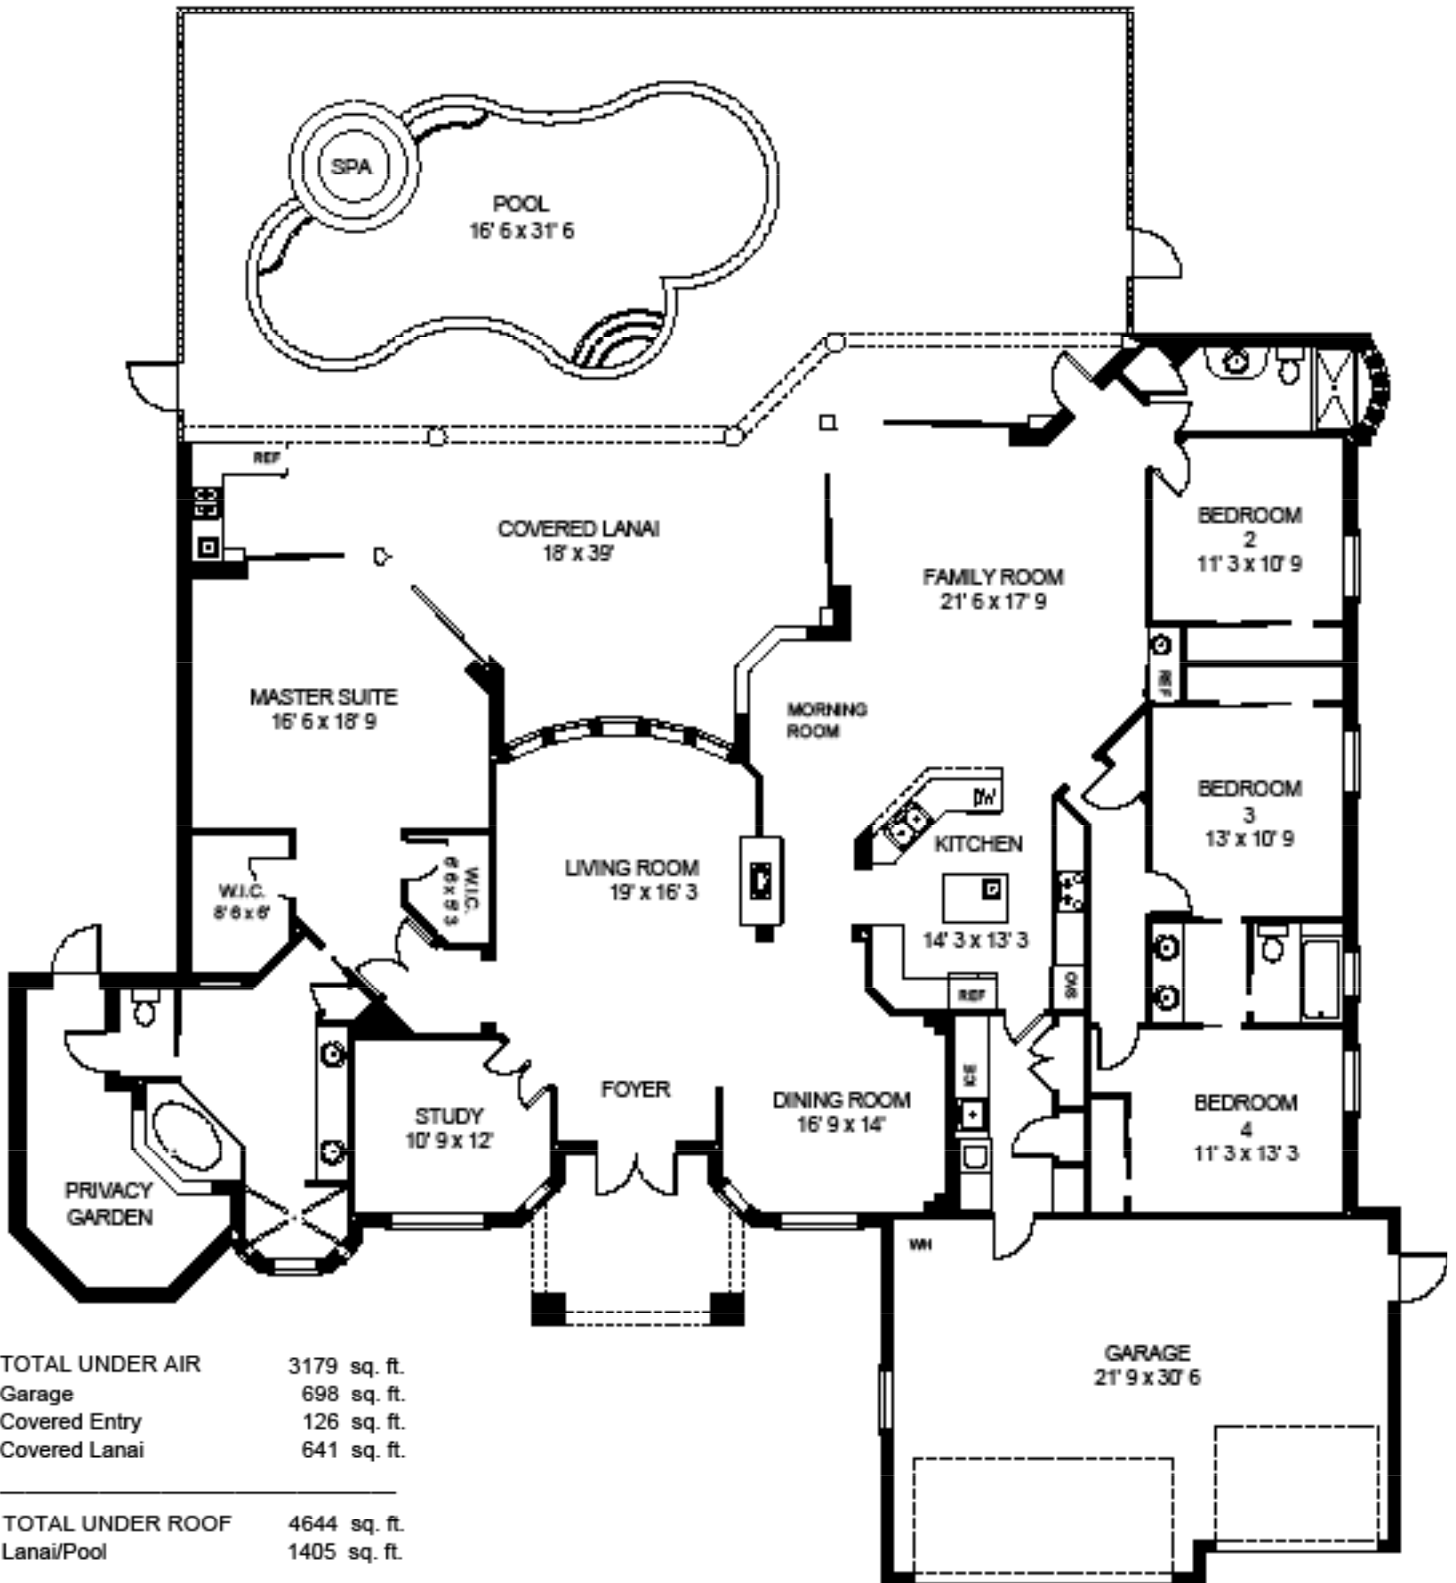 SPA
POOL
16' 6 x 31' 6
REF
COVERED LANAI
18' x 39'
BEDROOM
2
11' 3 x 10' 9
FAMILY ROOM
21' 6 x 17' 9
REF
MASTER SUITE
16' 6 x 18' 9
MORNING
ROOM
BEDROOM
3
13' x 10' 9
DW
KITCHEN
14' 3 x 13' 3
LIVING ROOM
19' x 16' 3
W.I.C.
8' 6 x 6'
W.I.C.
REF
OVS
ICE
FOYER
DINING ROOM
16' 9 x 14'
STUDY
10' 9 x 12'
BEDROOM
4
11' 3 x 13' 3
PRIVACY
GARDEN
WH
GARAGE
21' 9 x 30' 6
TOTAL UNDER AIR 3179 sq. ft.
Garage 698 sq. ft.
Covered Entry 126 sq. ft.
Covered Lanai 641 sq. ft.
TOTAL UNDER ROOF 4644 sq. ft.
Lanai/Pool 1405 sq. ft.